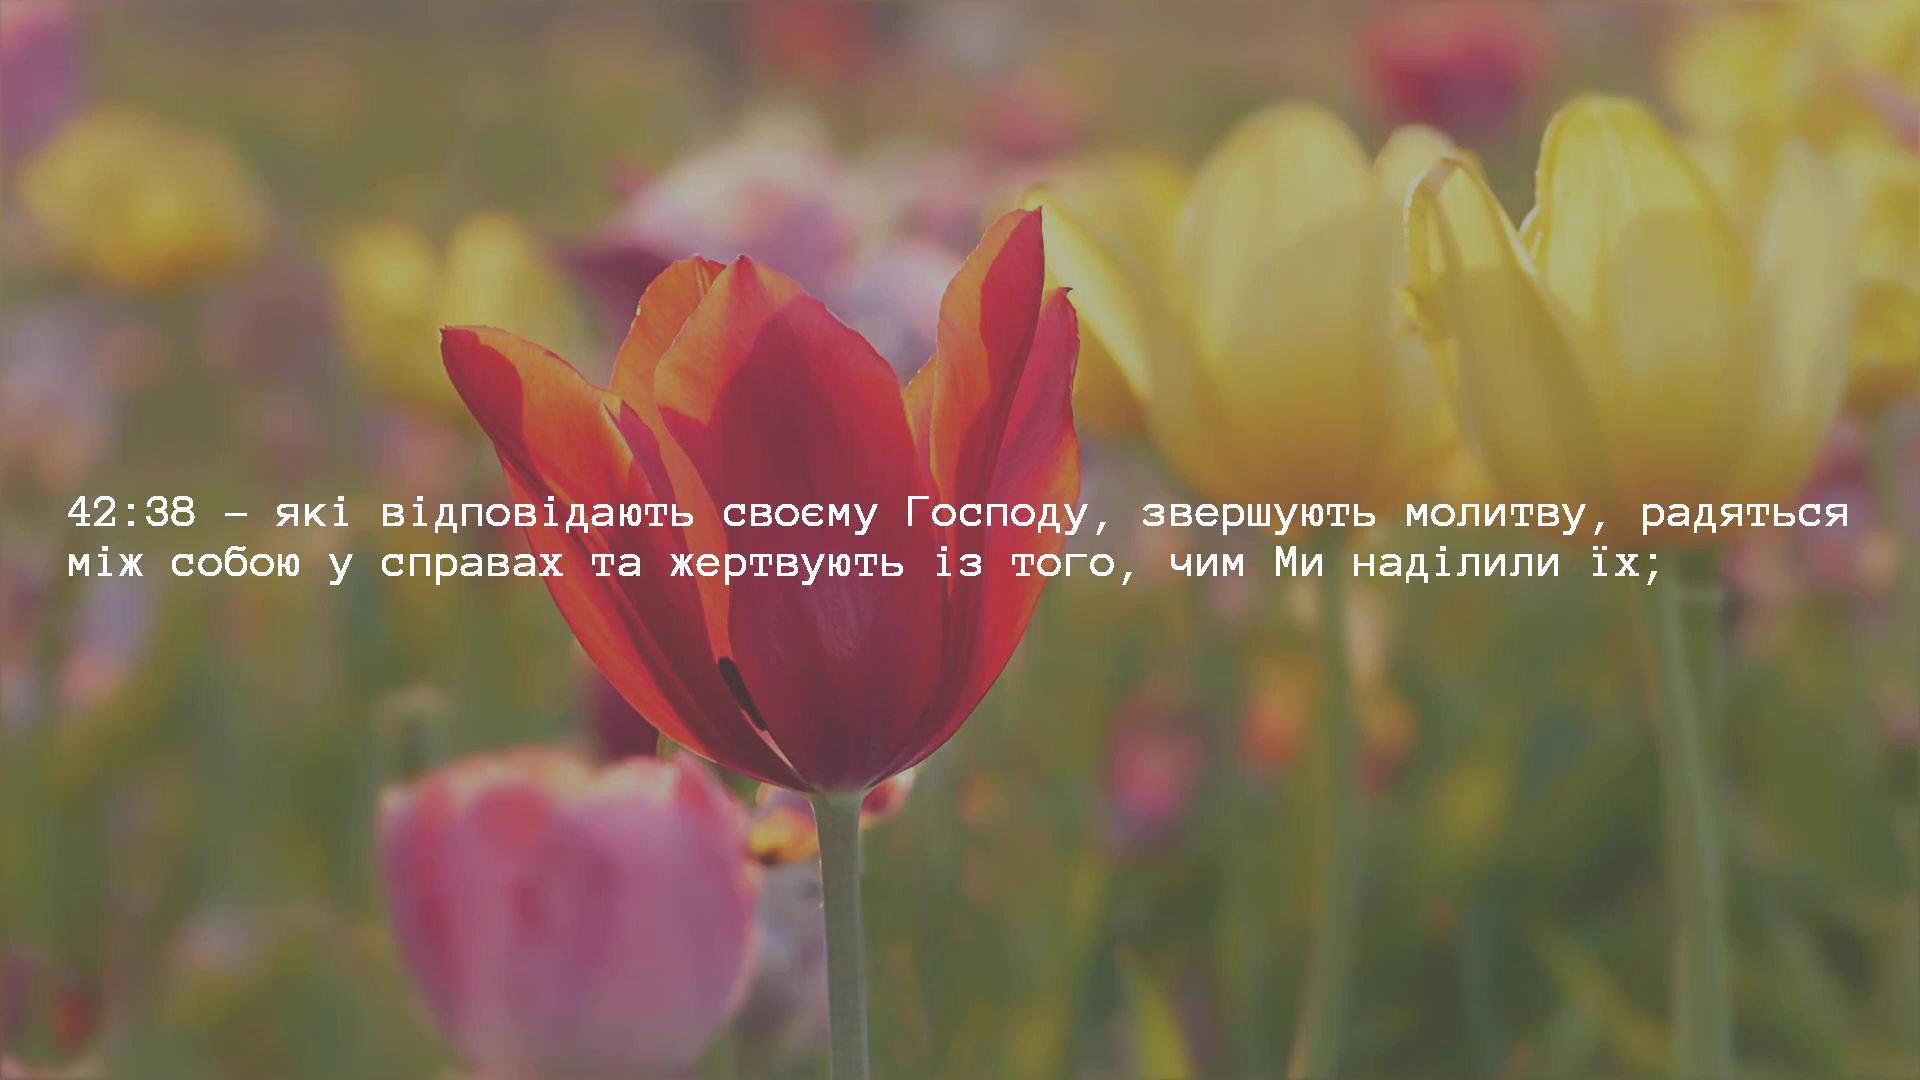 42:38 – які відповідають своєму Господу, звершують молитву, радяться
між собою у справах та жертвують із того, чим Ми наділили їх;